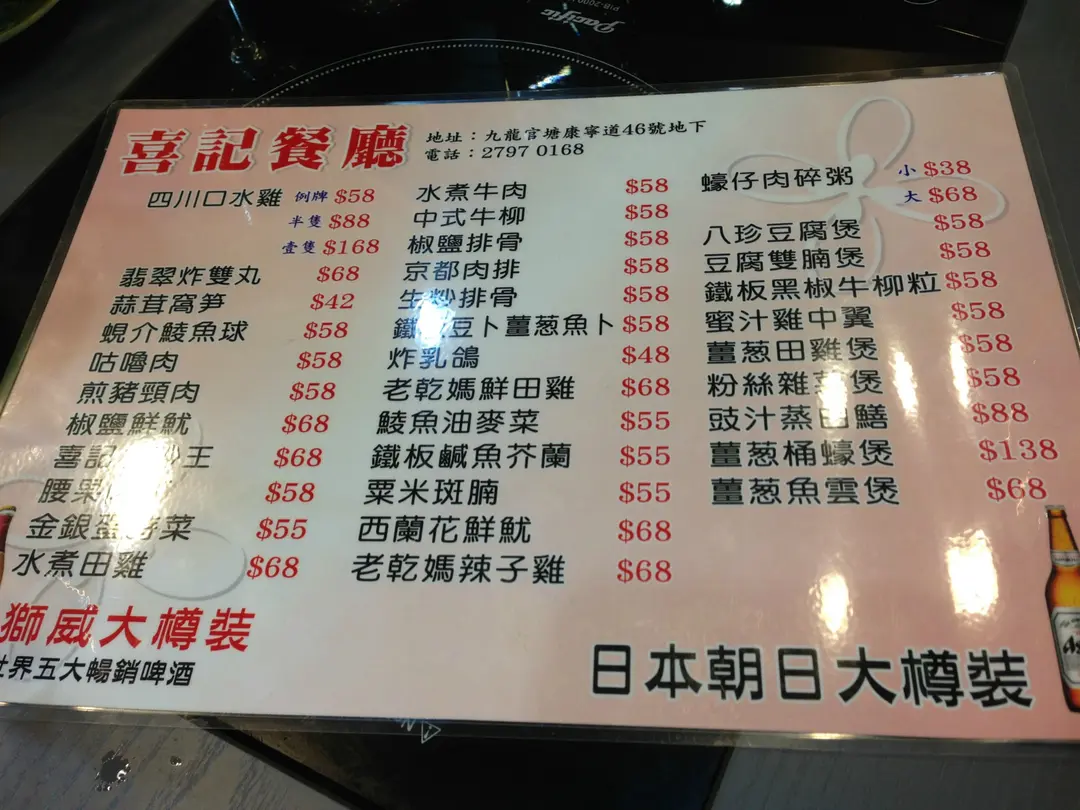 Pacific
喜記餐廳
地址：九龍官塘康寧道46號地下
電話：2797 0168
四川口水雞 例牌 $58
半隻 $88
壹隻 $168
翡翠炸雙丸 $68
蒜茸窩笋 $42
蜆介鯪魚球 $58
咕嚕肉 $58
煎豬頸肉 $58
椒鹽鮮魷 $68
喜記 王 $68
腰果 $58
金銀蛋 菜 $55
水煮田雞 $68
水煮牛肉 $58
中式牛柳 $58
椒鹽排骨 $58
京都肉排 $58
生炒排骨 $58
鐵 豆卜薑葱魚卜 $58
炸乳鴿 $48
老乾媽鮮田雞 $68
鯪魚油麥菜 $55
鐵板鹹魚芥蘭 $55
粟米斑腩 $55
西蘭花鮮魷 $68
老乾媽辣子雞 $68
蠔仔肉碎粥 小 $38
大 $68
八珍豆腐煲 $58
豆腐雙腩煲 $58
鐵板黑椒牛柳粒 $58
蜜汁雞中翼 $58
薑葱田雞煲 $58
粉絲雜菜煲 $58
豉汁蒸白鱔 $88
薑葱桶蠔煲 $138
薑葱魚雲煲 $68
獅威大樽裝
世界五大暢銷啤酒
日本朝日大樽裝